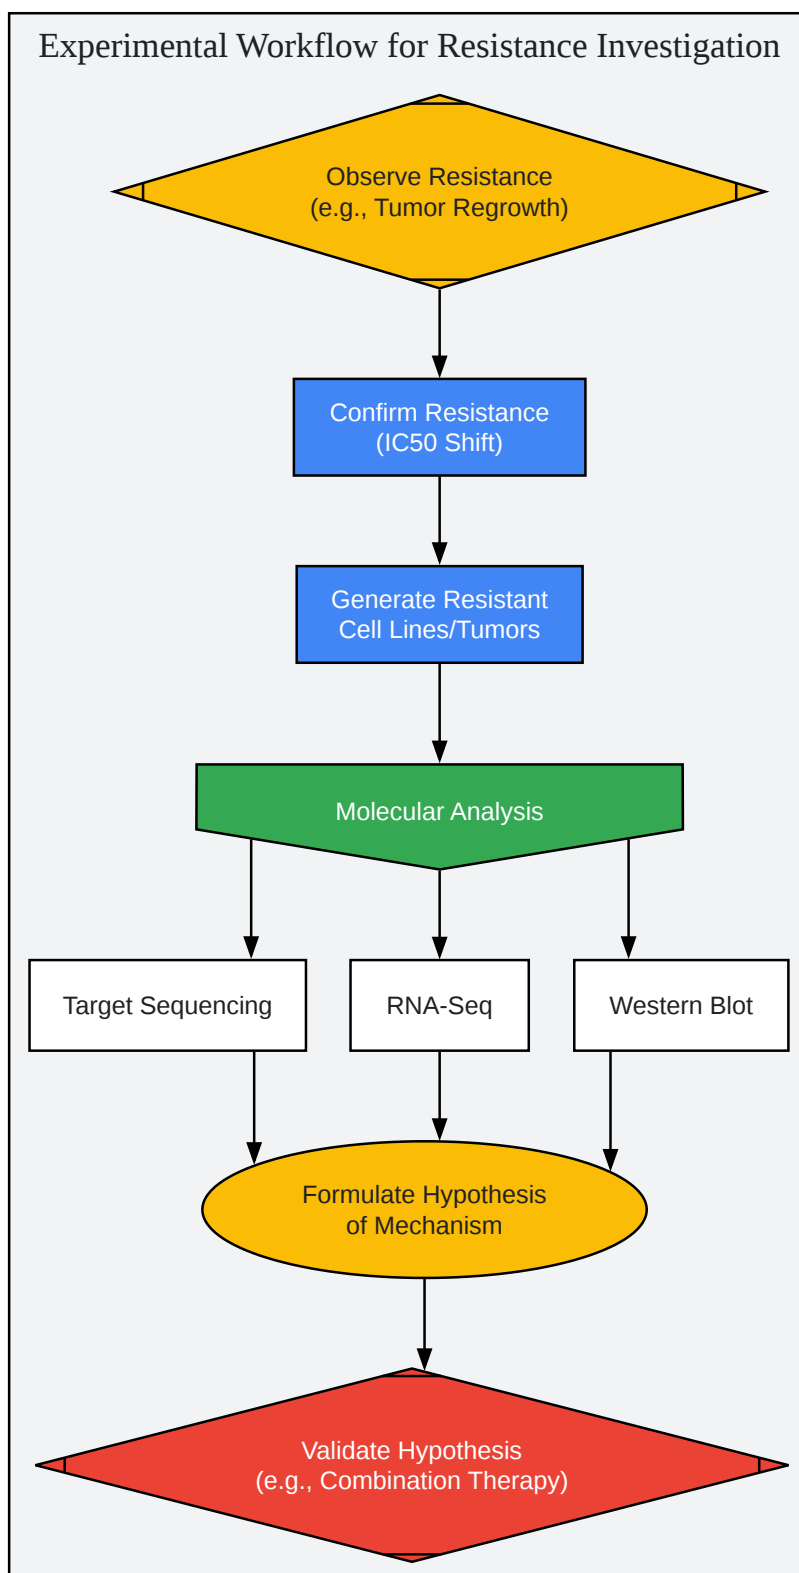 Experimental Workflow for Resistance Investigation
Observe Resistance
(e.g., Tumor Regrowth)
Confirm Resistance
(IC50 Shift)
Generate Resistant
Cell Lines/Tumors
Molecular Analysis
Target Sequencing
RNA-Seq
Western Blot
Formulate Hypothesis
of Mechanism
Validate Hypothesis
(e.g., Combination Therapy)